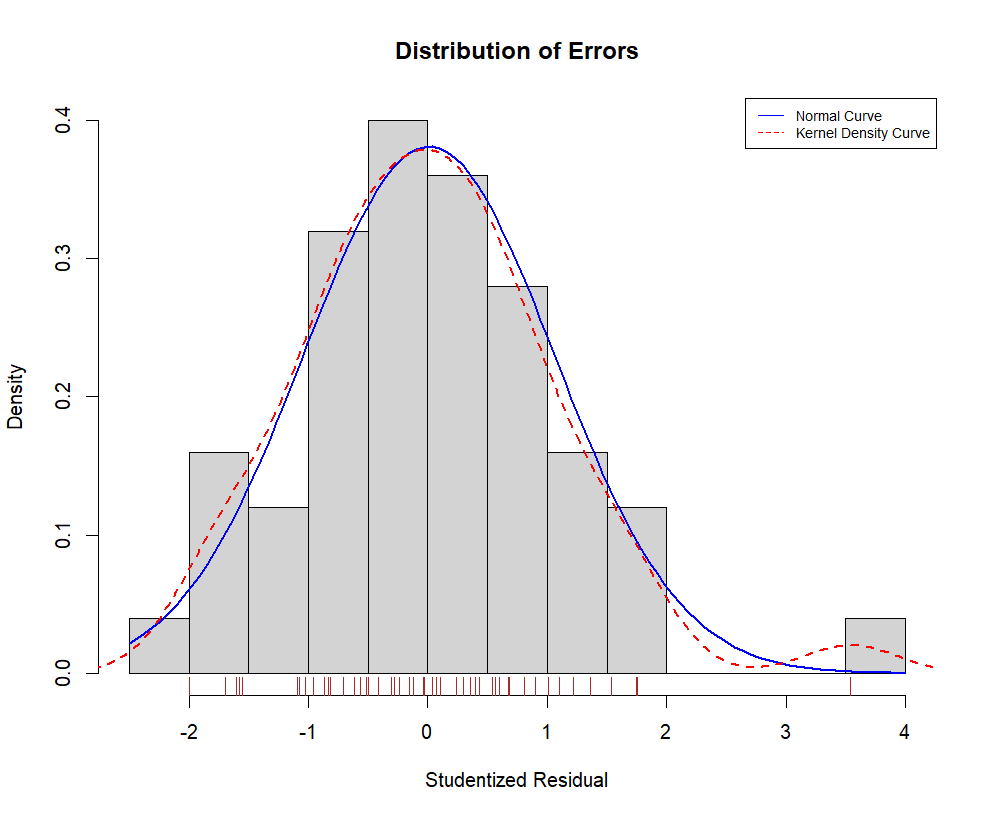 Distribution of Errors
Normal Curve
Kernel Density Curve
0.4
0.3
0.2
0.1
0.0
Density
-2 -1 0 1 2 3 4
Studentized Residual